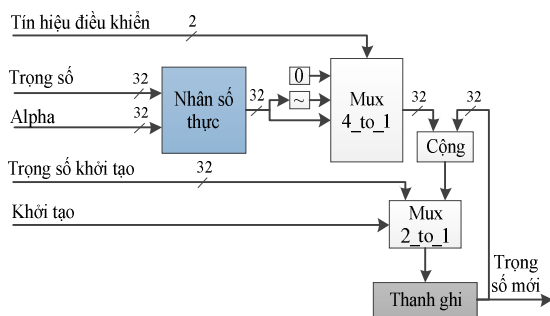 Tín hiệu điều khiển
2
Trọng số
32
Alpha
32
Nhân số
thực
32
0
~
Mux
4_to_1
32
32
Cộng
Trọng số khởi tạo
32
Khởi tạo
Mux
2_to_1
Thanh ghi
Trọng
số mới